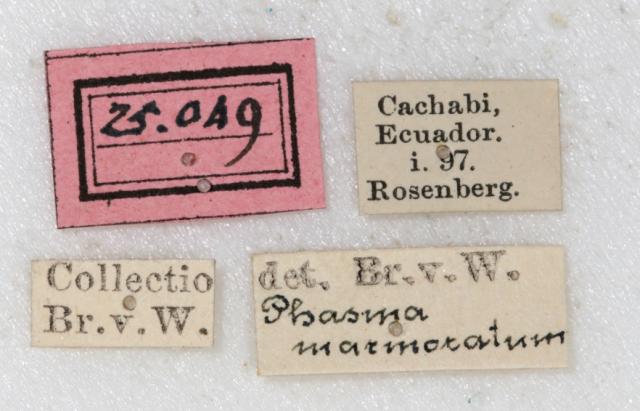 25.049
Cachabi,
Ecuador.
i. 97.
Rosenberg.
Collectio
Br.v.W.
det. Br.v.W.
Phasma
marmoratum